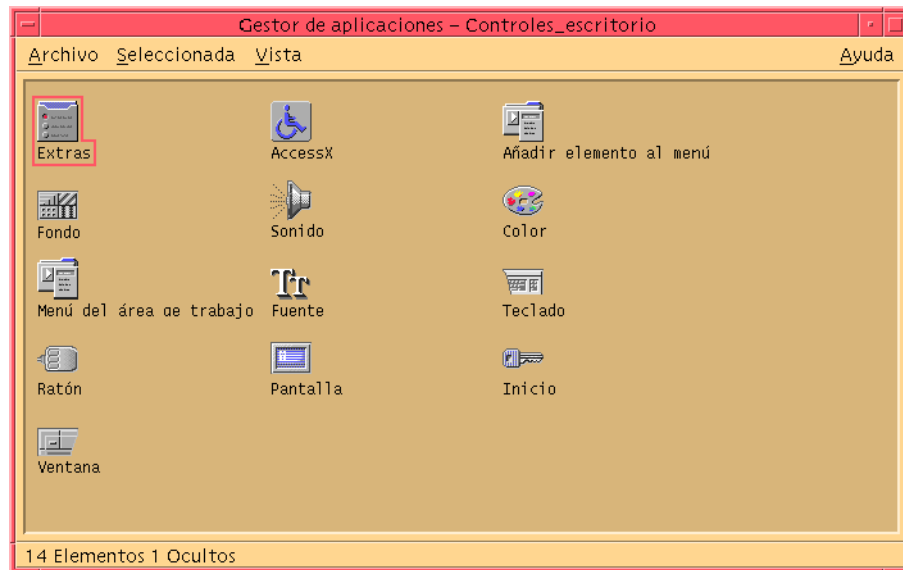 Gestor de aplicaciones – Controles_escritorio
Archivo Seleccionada Vista Ayuda
Extras AccessX Añadir elemento al menú
Fondo Sonido Color
Menú del área de trabajo Fuente Teclado
Ratón Pantalla Inicio
Ventana
14 Elementos 1 Ocultos